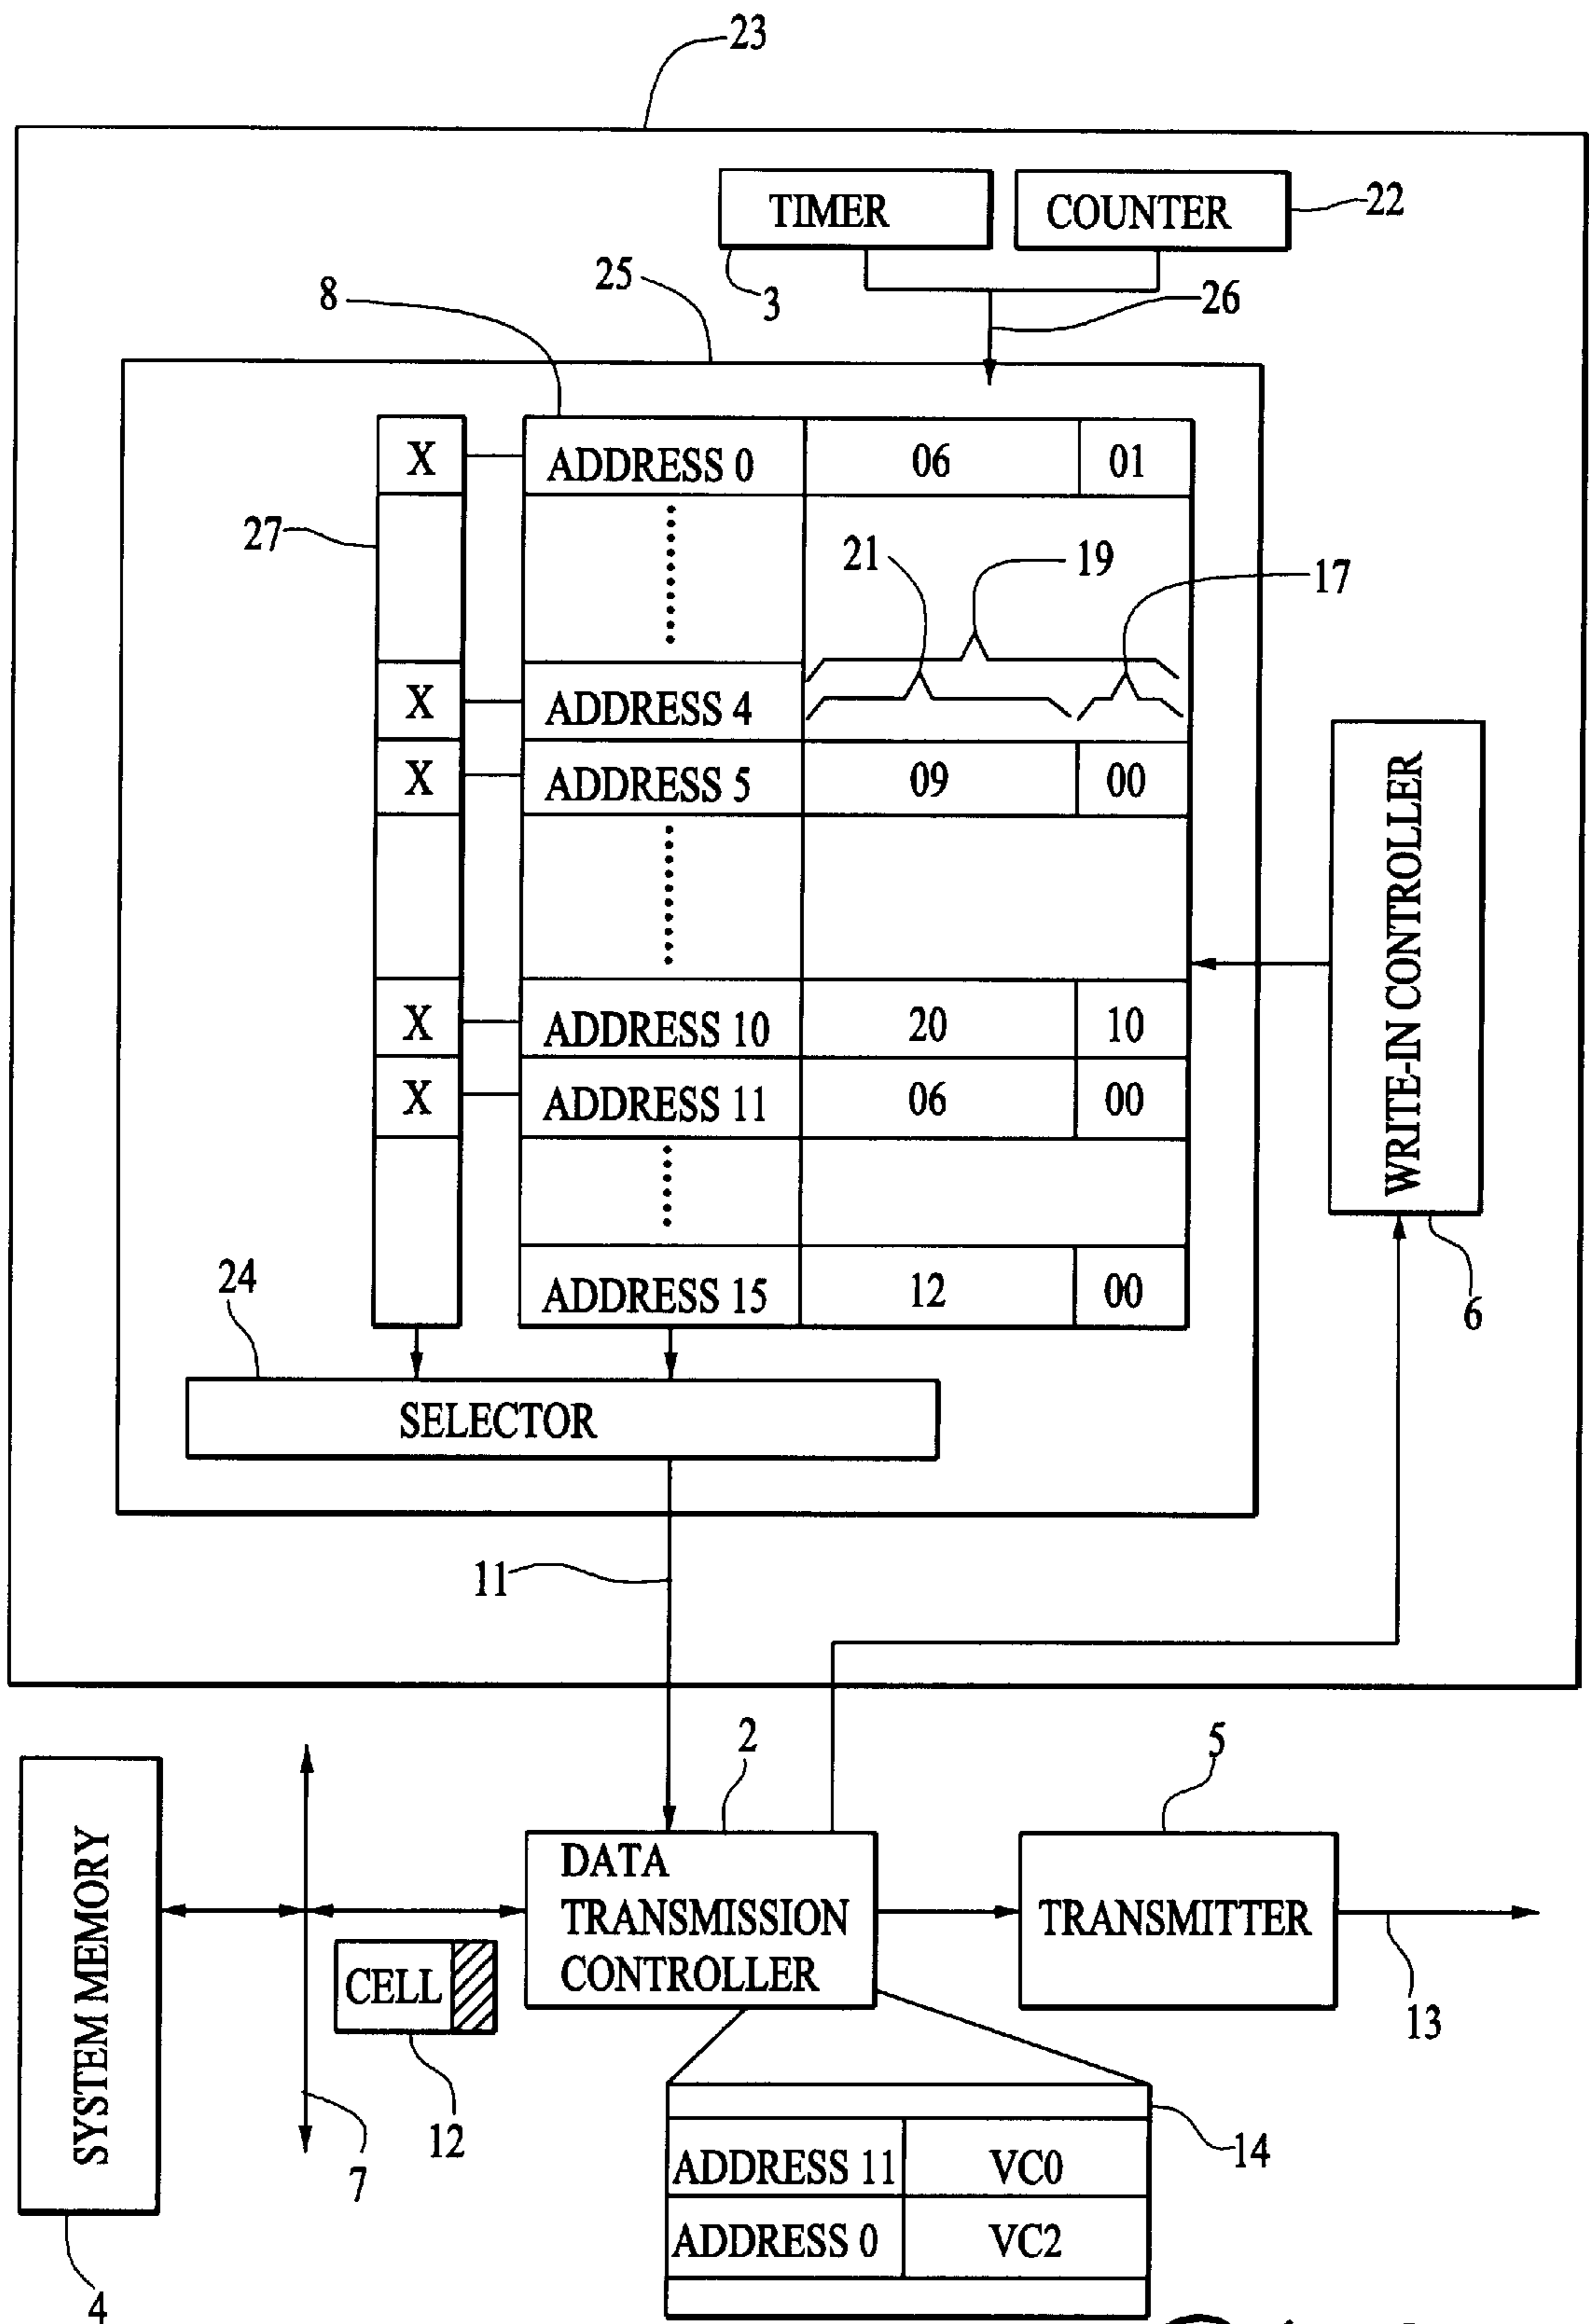 23
TIMER
COUNTER
22
3
25
8
26
X
ADDRESS 0
06
01
27
21
19
17
X
ADDRESS 4
X
ADDRESS 5
09
00
WRITE-IN CONTROLLER
X
ADDRESS 10
20
10
X
ADDRESS 11
06
00
24
ADDRESS 15
12
00
6
SELECTOR
11
2
5
SYSTEM MEMORY
DATA
TRANSMISSION
CONTROLLER
TRANSMITTER
CELL
13
12
7
14
ADDRESS 11
VC0
ADDRESS 0
VC2
4